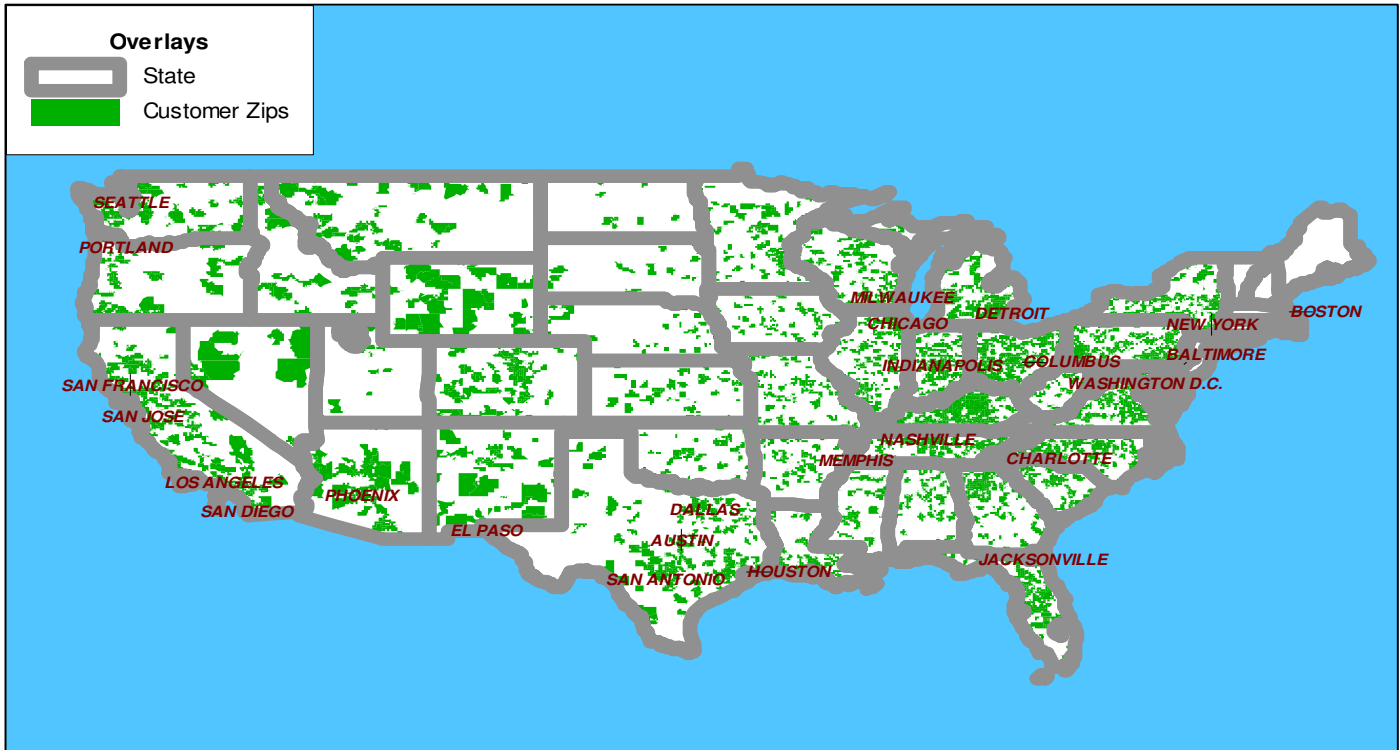 Overlays
State
Customer Zips
SEATTLE
PORTLAND
MILWAUKEE
DETROIT
BOSTON
CHICAGO
NEW YORK
INDIANAPOLIS
COLUMBUS
BALTIMORE
SAN FRANCISCO
WASHINGTON D.C.
SAN JOSE
NASHVILLE
MEMPHIS
CHARLOTTE
LOS ANGELES
PHOENIX
SAN DIEGO
DALLAS
EL PASO
AUSTIN
JACKSONVILLE
SAN ANTONIO
HOUSTON